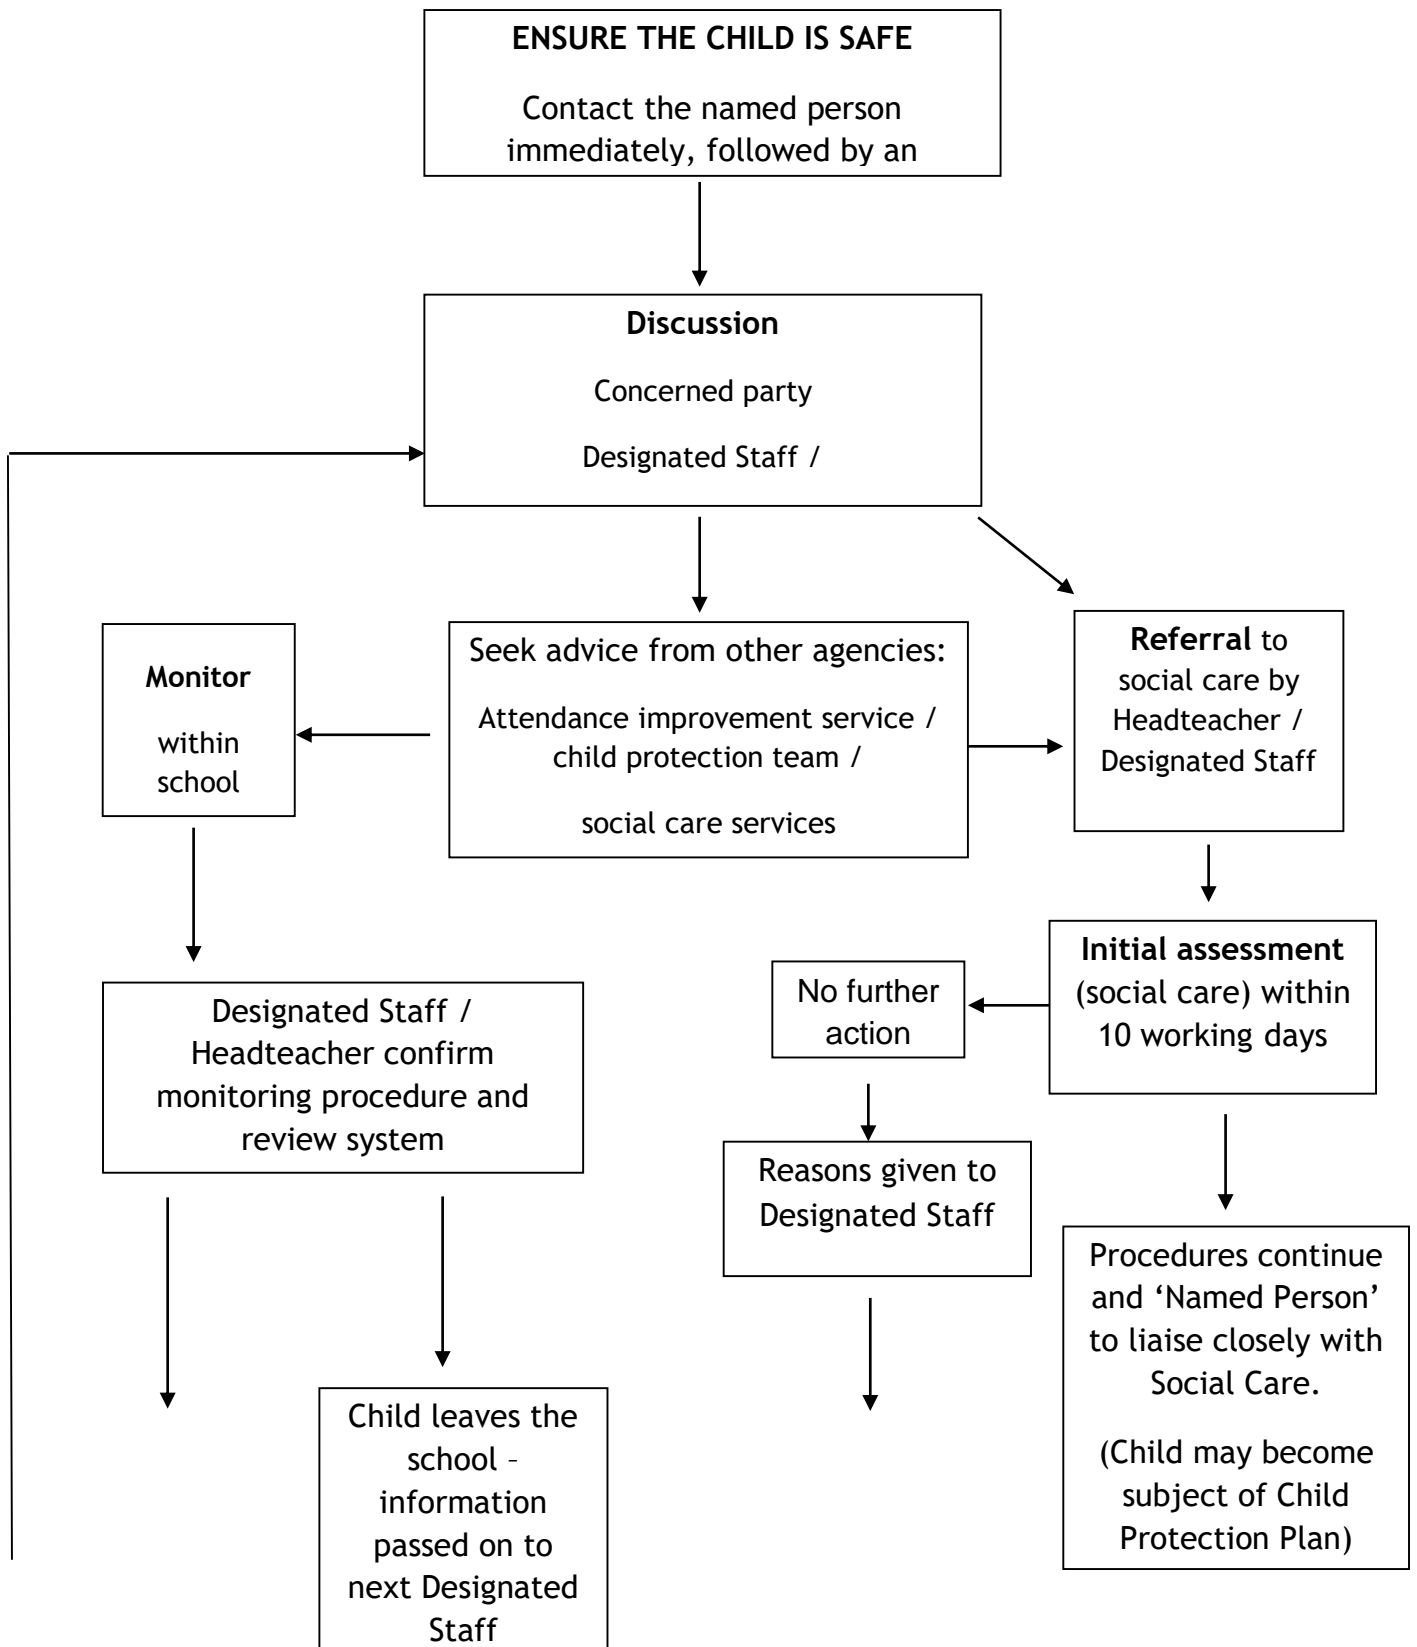 ENSURE THE CHILD IS SAFE
Contact the named person
immediately, followed by an
Discussion
Concerned party
Designated Staff /
Monitor
within
school
Seek advice from other agencies:
Attendance improvement service /
child protection team /
social care services
Referral to
social care by
Headteacher /
Designated Staff
Initial assessment
(social care) within
10 working days
No further
action
Designated Staff /
Headteacher confirm
monitoring procedure and
review system
Reasons given to
Designated Staff
Procedures continue
and ‘Named Person’
to liaise closely with
Social Care.
(Child may become
subject of Child
Protection Plan)
Child leaves the
school –
information
passed on to
next Designated
Staff